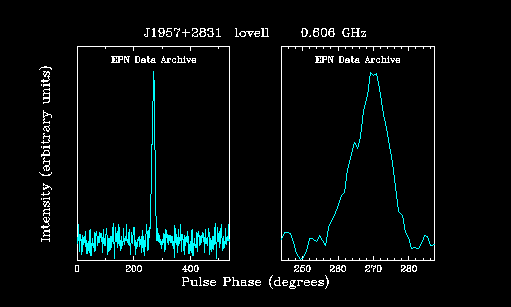 J1957+2831 lovell 0.606 GHz
EPN Data Archive
EPN Data Archive
Intensity (arbitrary units)
0 200 400
250 260 270 280
Pulse Phase (degrees)